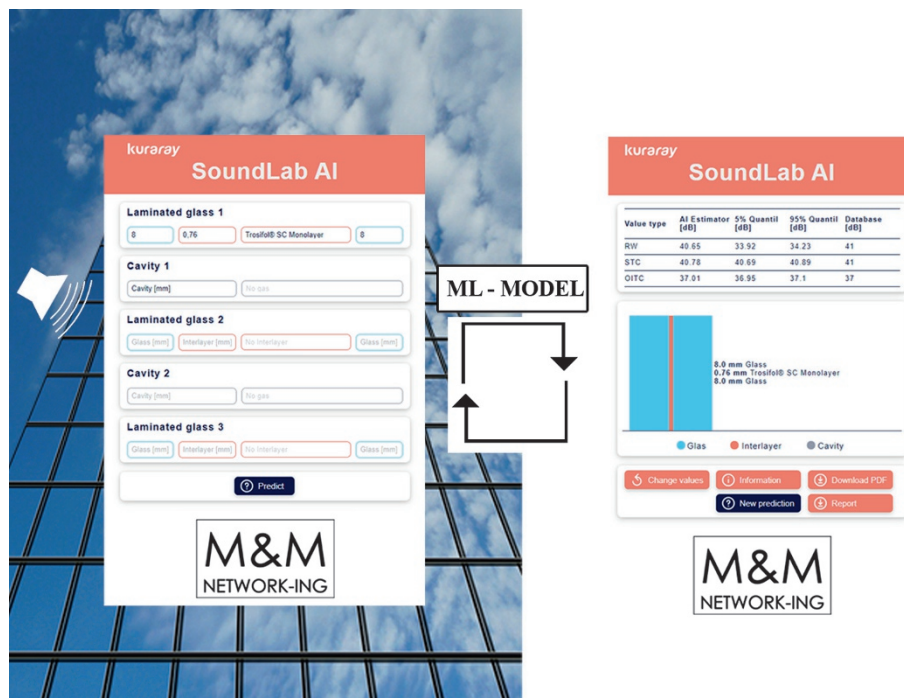 kuraray
SoundLab AI
Laminated glass 1
8 0,76 Trosifol® SC Monolayer 8
Cavity 1
Cavity [mm] No gas
Laminated glass 2
Glass [mm] Interlayer [mm] No Interlayer Glass [mm]
Cavity 2
Cavity [mm] No gas
Laminated glass 3
Glass [mm] Interlayer [mm] No Interlayer Glass [mm]
Predict
M&M
NETWORK-ING
ML - MODEL
kuraray
SoundLab AI
Value type AI Estimator [dB] 5% Quantil [dB] 95% Quantil [dB] Database [dB]
RW 40.65 33.92 34.23 41
STC 40.78 40.69 40.89 41
OITC 37.01 36.95 37.1 37
8.0 mm Glass
0.76 mm Trosifol® SC Monolayer
8.0 mm Glass
Glas Interlayer Cavity
Change values Information Download PDF
New prediction Report
M&M
NETWORK-ING